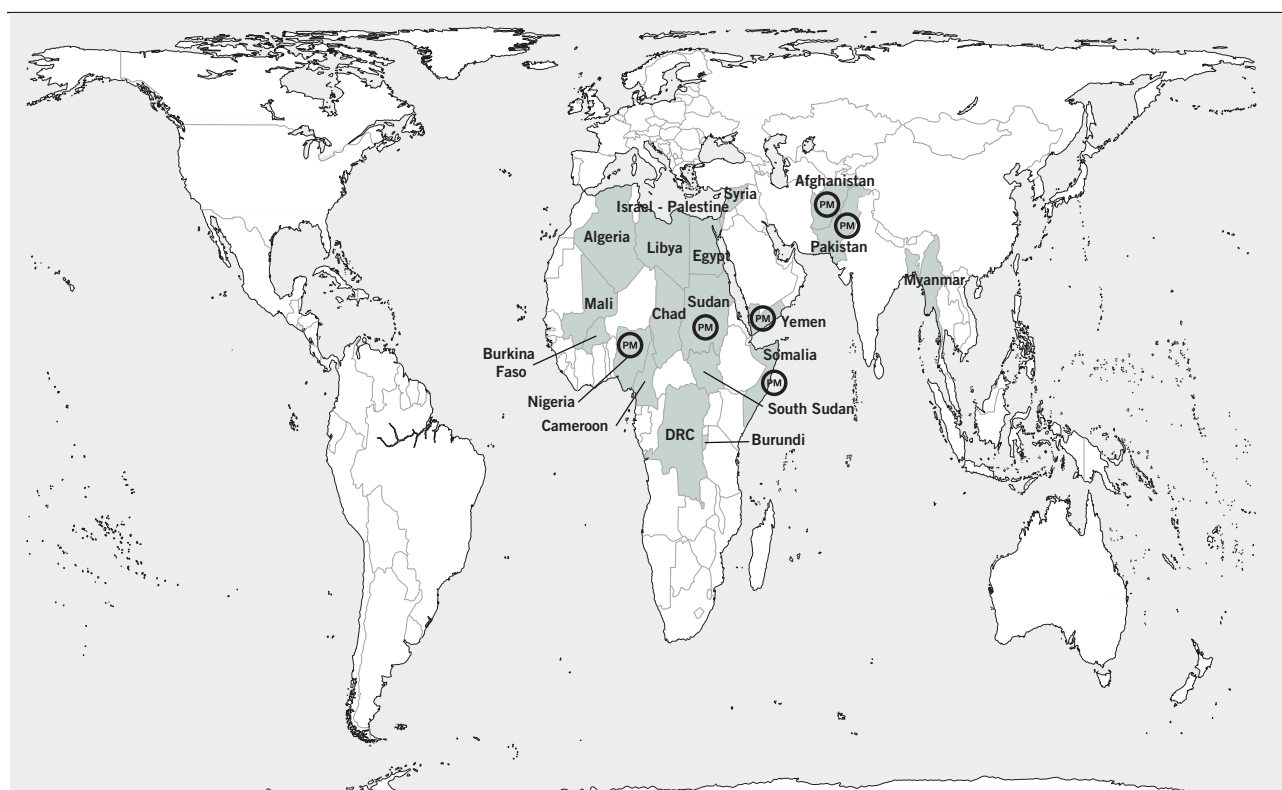 Afghanistan
PM
Syria
Israel - Palestine
PM
Algeria
Libya
Pakistan
Egypt
Myanmar
Mali
Sudan
Chad
PM
PM
Yemen
PM
Burkina
Faso
Somalia
PM
Nigeria
South Sudan
Cameroon
DRC
Burundi